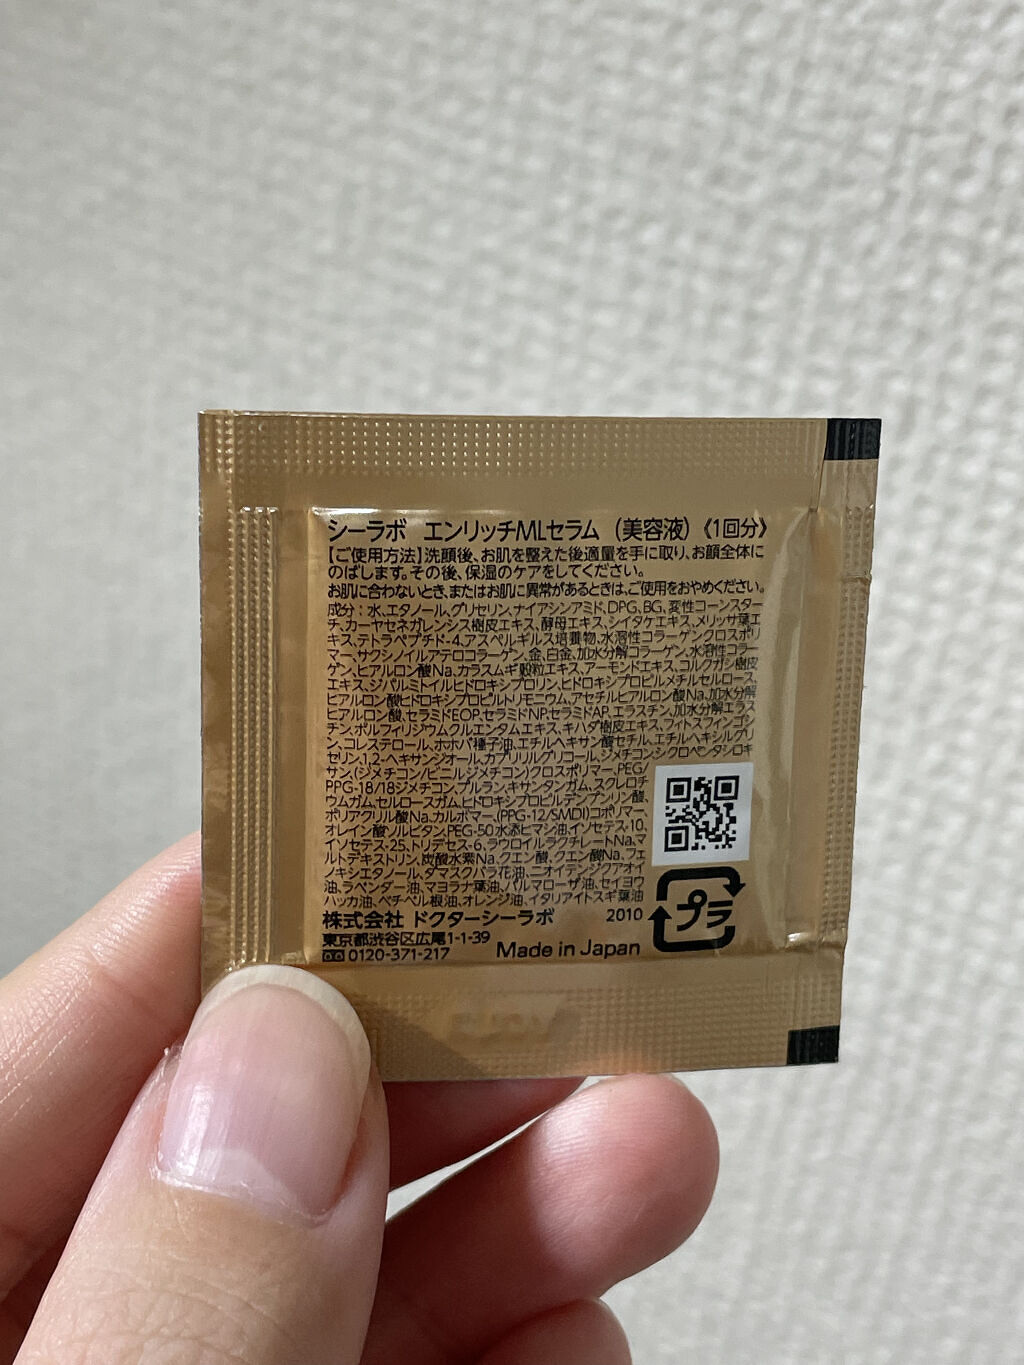 シーラボ エンリッチMLセラム (美容液)《1回分》
【ご使用方法】洗顔後、お肌を整えた後適量を手に取り、お顔全体に
のばします。その後、保湿のケアをしてください。
お肌に合わないとき、またはお肌に異常があるときは、ご使用をおやめください。
成分：水、エタノール、グリセリン、ナイアシンアミド、DPG、BG、変性コーンスター
チ、カーヤセネガレンシス樹皮エキス、酵母エキス、シイタケエキス、メリッサ葉エ
キス、テトラペプチド-4、アスペルギルス培養物、水溶性コラーゲンクロスポリ
マー、サクシノイルアテロコラーゲン、金、白金、加水分解コラーゲン、水溶性コラー
ゲン、ヒアルロン酸Na、カラスムギ穀粒エキス、アーモンドエキス、コルクガシ樹皮
エキス、ジパルミトイルヒドロキシプロリン、ヒドロキシプロピルメチルセルロース、
ヒアルロン酸ヒドロキシプロピルトリモニウム、アセチルヒアルロン酸Na、加水分解
ヒアルロン酸、セラミドEOP、セラミドNP、セラミドAP、エラスチン、加水分解エラス
チン、ポルフィリジウムクルエンタムエキス、キハダ樹皮エキス、フィトスフィンゴシ
ン、コレステロール、ホホバ種子油、エチルヘキサン酸セチル、エチルヘキシルグリ
セリン、1,2-ヘキサンジオール、カプリリルグリコール、ジメチコン、シクロペンタシロキ
サン、(ジメチコン/ビニルジメチコン)クロスポリマー、PEG/
PPG-18/18ジメチコン、プルラン、キサンタンガム、スクレロチ
ウムガム、セルロースガム、ヒドロキシプロピルデンプンリン酸、
ポリアクリル酸Na、カルボマー、(PPG-12/SMDI)コポリマー、
オレイン酸ソルビタン、PEG-50水添ヒマシ油、イソセテス-10、
イソセテス-25、トリデセス-6、ラウロイルラクチレートNa、マ
ルトデキストリン、炭酸水素Na、クエン酸、クエン酸Na、フェ
ノキシエタノール、ダマスクバラ花油、ニオイテンジクアオイ
油、ラベンダー油、マヨラナ葉油、パルマローザ油、セイヨウ
ハッカ油、ベチベル根油、オレンジ油、イタリアイトスギ葉油
株式会社 ドクターシーラボ 2010
東京都渋谷区広尾1-1-39
0120-371-217 Made in Japan
プラ